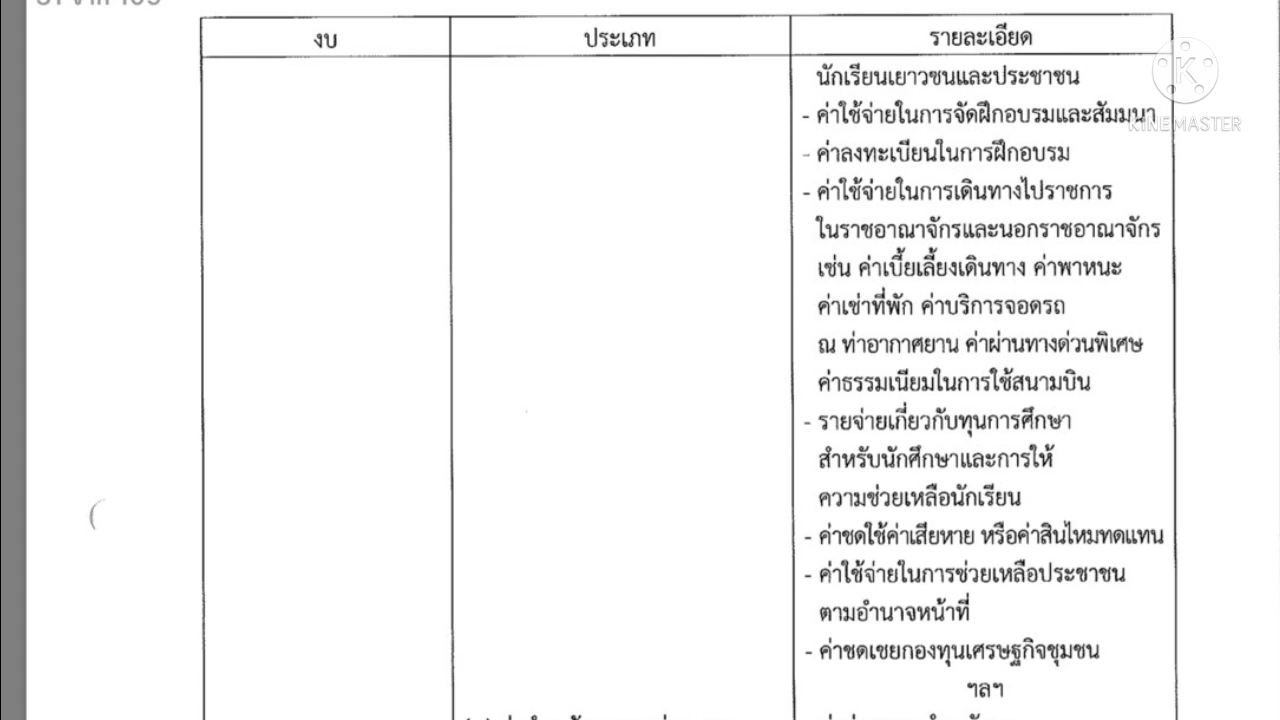 งบ ประเภท รายละเอียด
นักเรียนเยาวชนและประชาชน
- ค่าใช้จ่ายในการจัดฝึกอบรมและสัมมนา
KINEMASTER
- ค่าลงทะเบียนในการฝึกอบรม
- ค่าใช้จ่ายในการเดินทางไปราชการ
ในราชอาณาจักรและนอกราชอาณาจักร
เช่น ค่าเบี้ยเลี้ยงเดินทาง ค่าพาหนะ
ค่าเช่าที่พัก ค่าบริการจอดรถ
ณ ท่าอากาศยาน ค่าผ่านทางด่วนพิเศษ
ค่าธรรมเนียมในการใช้สนามบิน
- รายจ่ายเกี่ยวกับทุนการศึกษา
สำหรับนักศึกษาและการให้
ความช่วยเหลือนักเรียน
- ค่าชดใช้ค่าเสียหาย หรือค่าสินไหมทดแทน
- ค่าใช้จ่ายในการช่วยเหลือประชาชน
ตามอำนาจหน้าที่
- ค่าชดเชยกองทุนเศรษฐกิจชุมชน
ฯลฯ